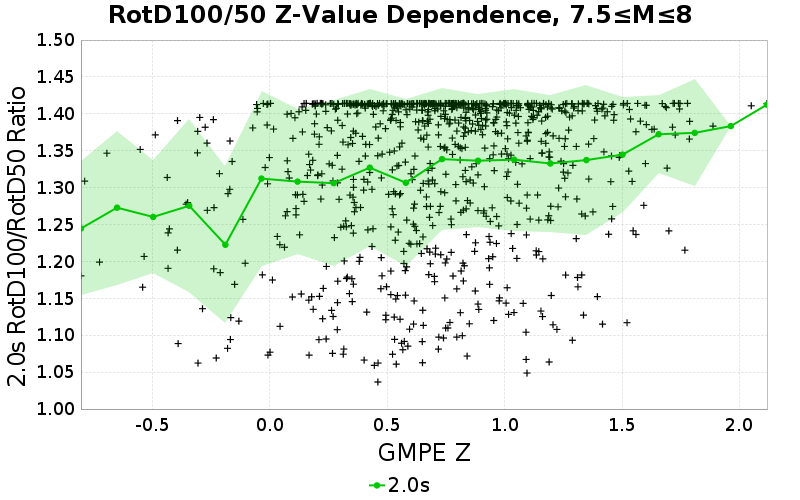 RotD100/50 Z-Value Dependence, 7.5≤M≤8
2.0s RotD100/RotD50 Ratio
1.50
1.45
1.40
1.35
1.30
1.25
1.20
1.15
1.10
1.05
1.00
-0.5 0.0 0.5 1.0 1.5 2.0
GMPE Z
2.0s